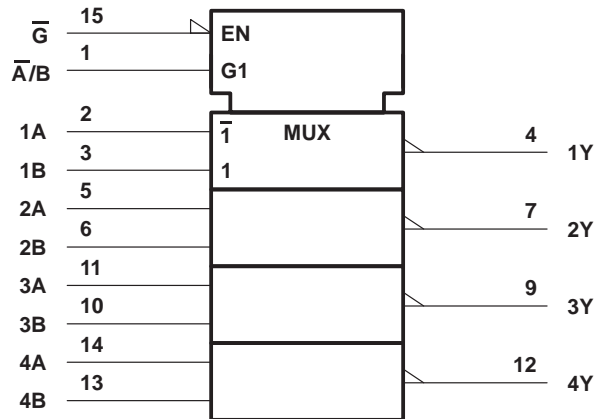 G̅ 15 EN
A̅/B 1 G1
MUX
1A 2 1̅ 4 1Y
1B 3 1
2A 5 7 2Y
2B 6
3A 11 9 3Y
3B 10
4A 14 12 4Y
4B 13